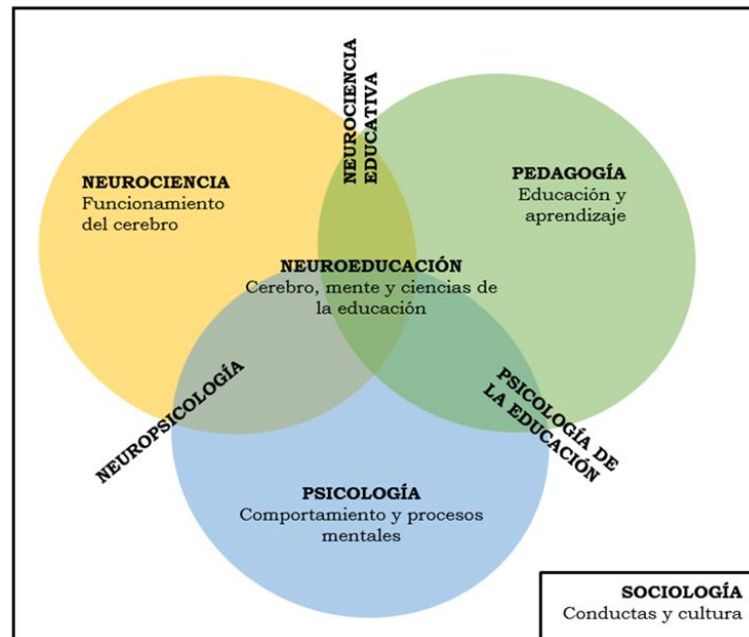 NEUROCIENCIA
EDUCATIVA
NEUROCIENCIA
Funcionamiento
del cerebro
PEDAGOGÍA
Educación y
aprendizaje
NEUROEDUCACIÓN
Cerebro, mente y ciencias de
la educación
NEUROPSICOLOGÍA
PSICOLOGÍA DE
LA EDUCACIÓN
PSICOLOGÍA
Comportamiento y procesos
mentales
SOCIOLOGÍA
Conductas y cultura